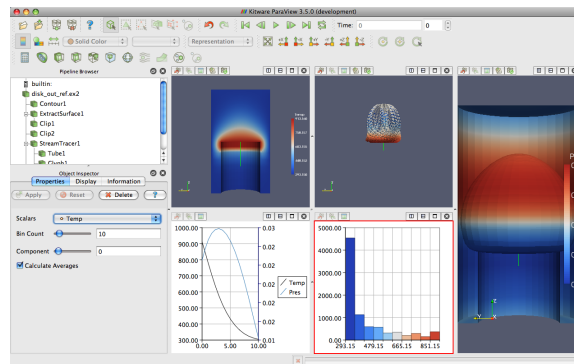 Kitware ParaView 3.5.0 (development)
Time: 0
0
Solid Color
Representation
Pipeline Browser
builtin:
disk_out_ref.ex2
Contour1
ExtractSurface1
Clip1
Clip2
StreamTracer1
Tube1
Glyph1
Object Inspector
Properties Display Information
Apply Reset Delete ?
Scalars Temp
Bin Count 10
Component 0
Calculate Averages
1000.00
900.00
800.00
700.00
600.00
500.00
400.00
300.00
0.03
0.02
0.02
0.02
0.02
0.01
0.00 5.00 10.00
Temp
Pres
5000.00
4000.00
3000.00
2000.00
1000.00
0.00
293.15 479.15 665.15 851.15